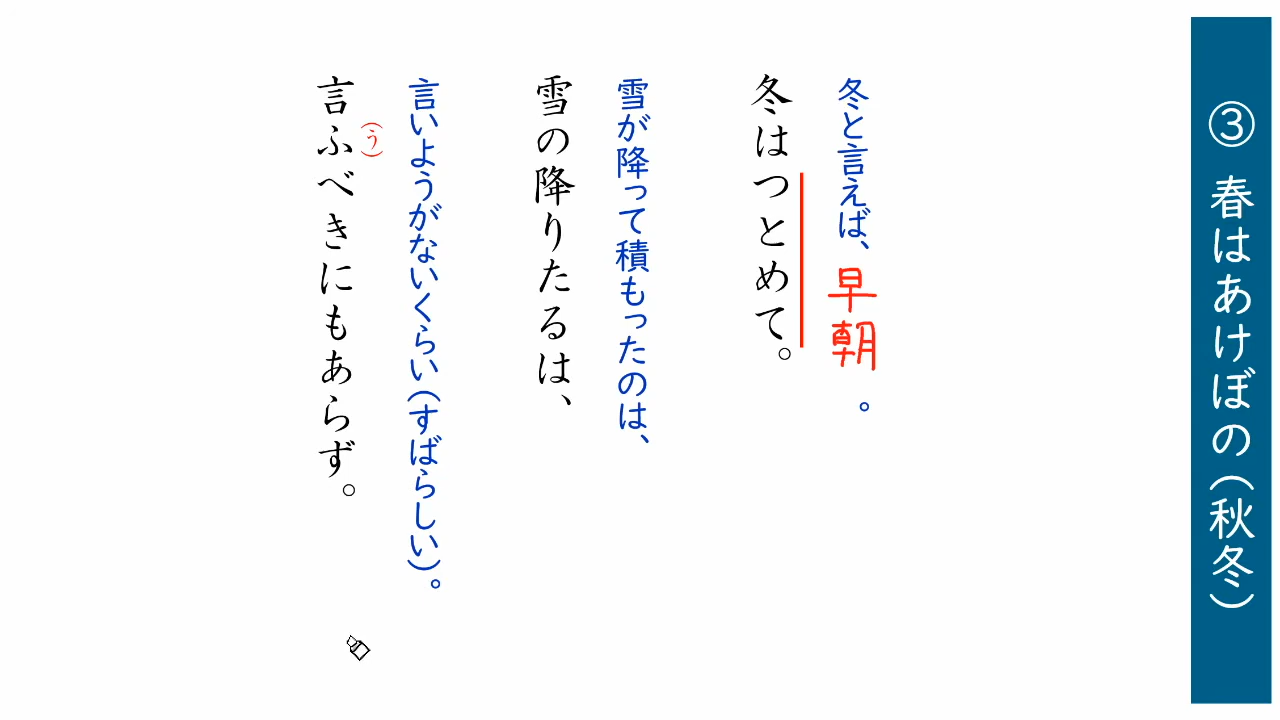 ③ 春はあけぼの(秋冬)
冬と言えば、早朝。
冬はつとめて。
雪が降って積もったのは、
雪の降りたるは、
言いようがないくらい(すばらしい)。
(う)
言ふべきにもあらず。